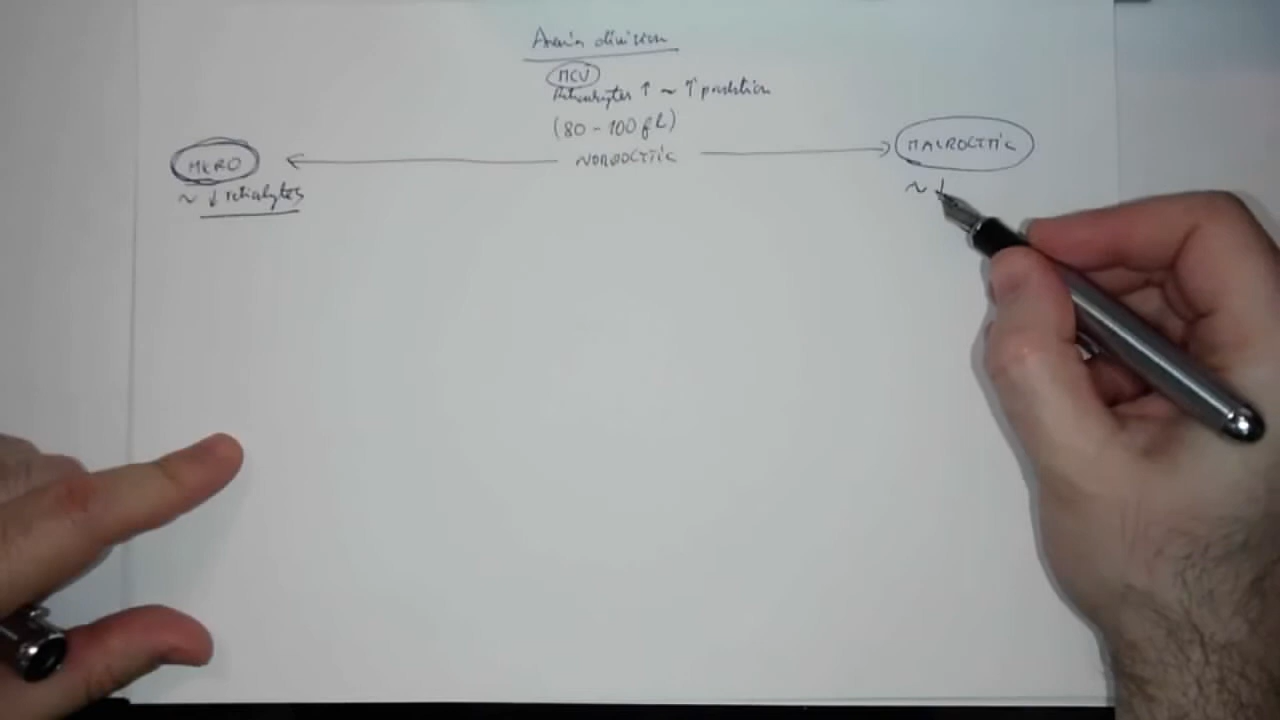 Anemia division
MCV
Reticulocytes ↑ ~ ↑ production
(80 - 100 fl)
MICRO ← NORMOCYTIC → MACROCYTIC
~ ↓ reticulocytes
~ ↓